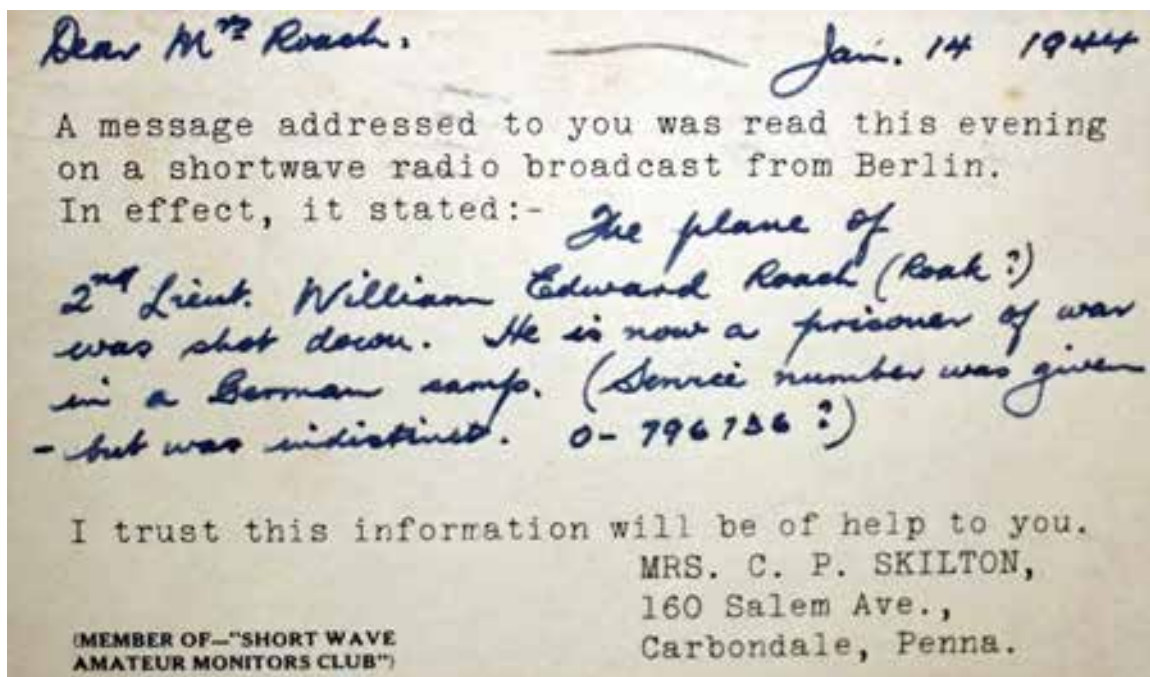 Dear Mrs Roach. Jan. 14 1944
A message addressed to you was read this evening
on a shortwave radio broadcast from Berlin.
In effect, it stated:- The plane of
2nd Lieut. William Edward Roach (Roak?)
was shot down. He is now a prisoner of war
in a German camp. (Service number was given
- but was indistinct. O- 796736?)
I trust this information will be of help to you.
MRS. C. P. SKILTON,
160 Salem Ave.,
Carbondale, Penna.
(MEMBER OF—"SHORT WAVE
AMATEUR MONITORS CLUB")